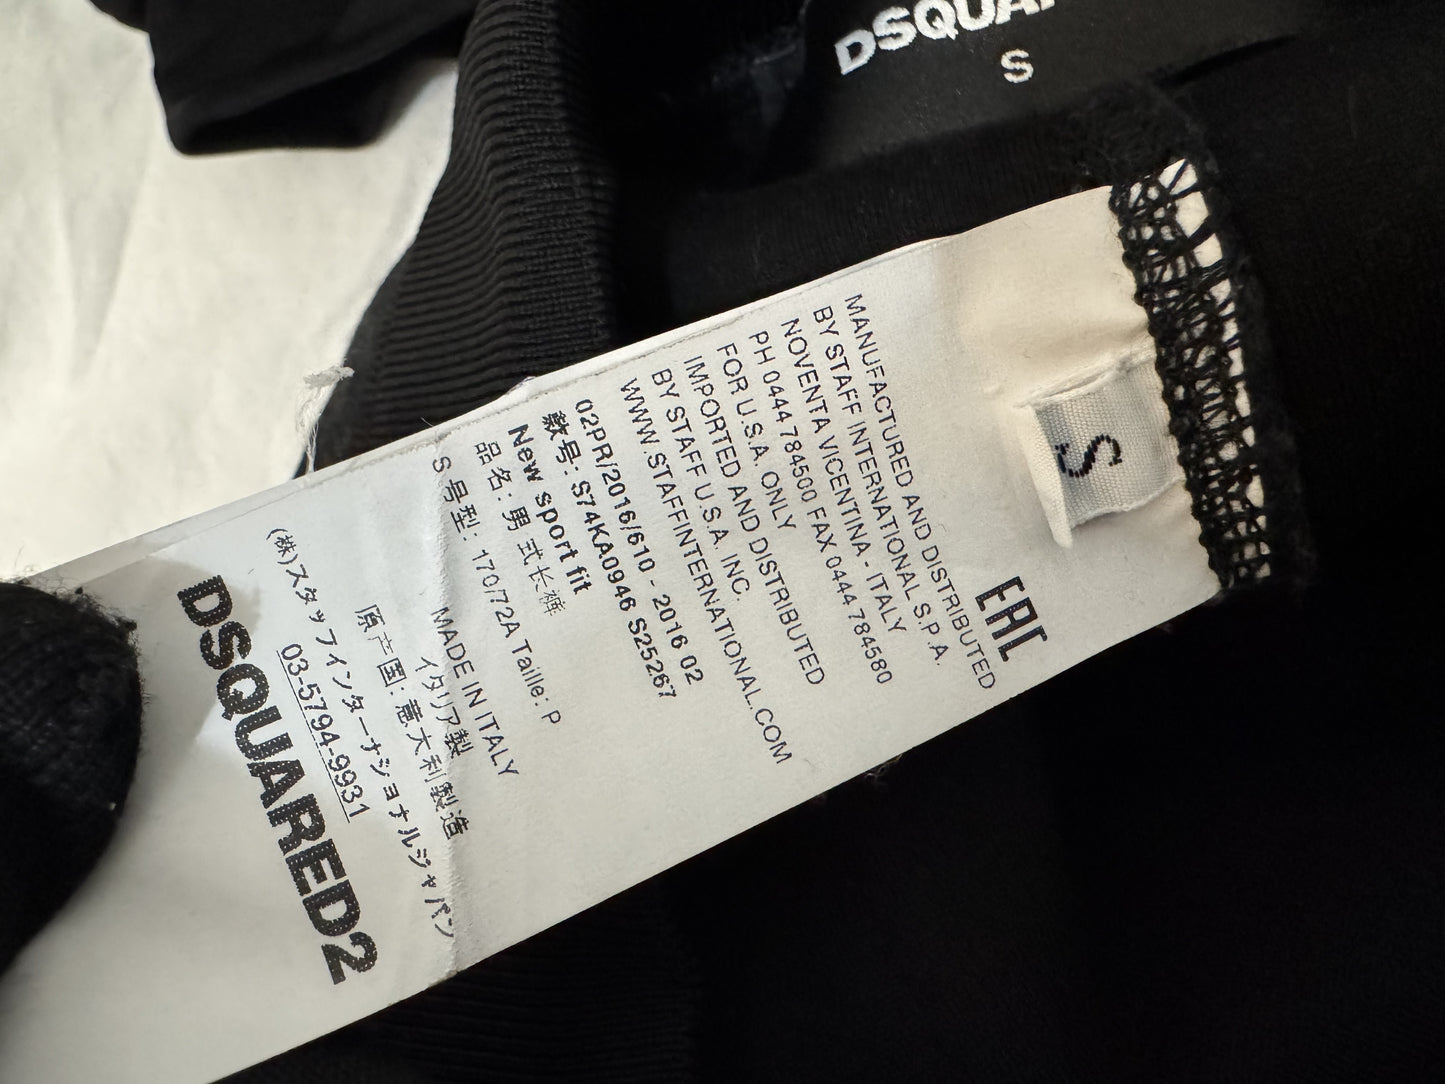 S
S
EAC
MANUFACTURED AND DISTRIBUTED
BY STAFF INTERNATIONAL S.P.A.
NOVENTA VICENTINA - ITALY
PH 0444 784500 FAX 0444 784580
FOR U.S.A. ONLY
IMPORTED AND DISTRIBUTED
BY STAFF U.S.A. INC.
WWW.STAFFINTERNATIONAL.COM
02PR/2016/610 - 2016 02
款号: S74KA0946 S25267
New sport fit
品名: 男 式长裤
S 号型: 170/72A Taille: P
MADE IN ITALY
イタリア製
原产国: 意大利製造
(株)スタッフインターナショナルジャパン
03-5794-9931
DSQUARED2